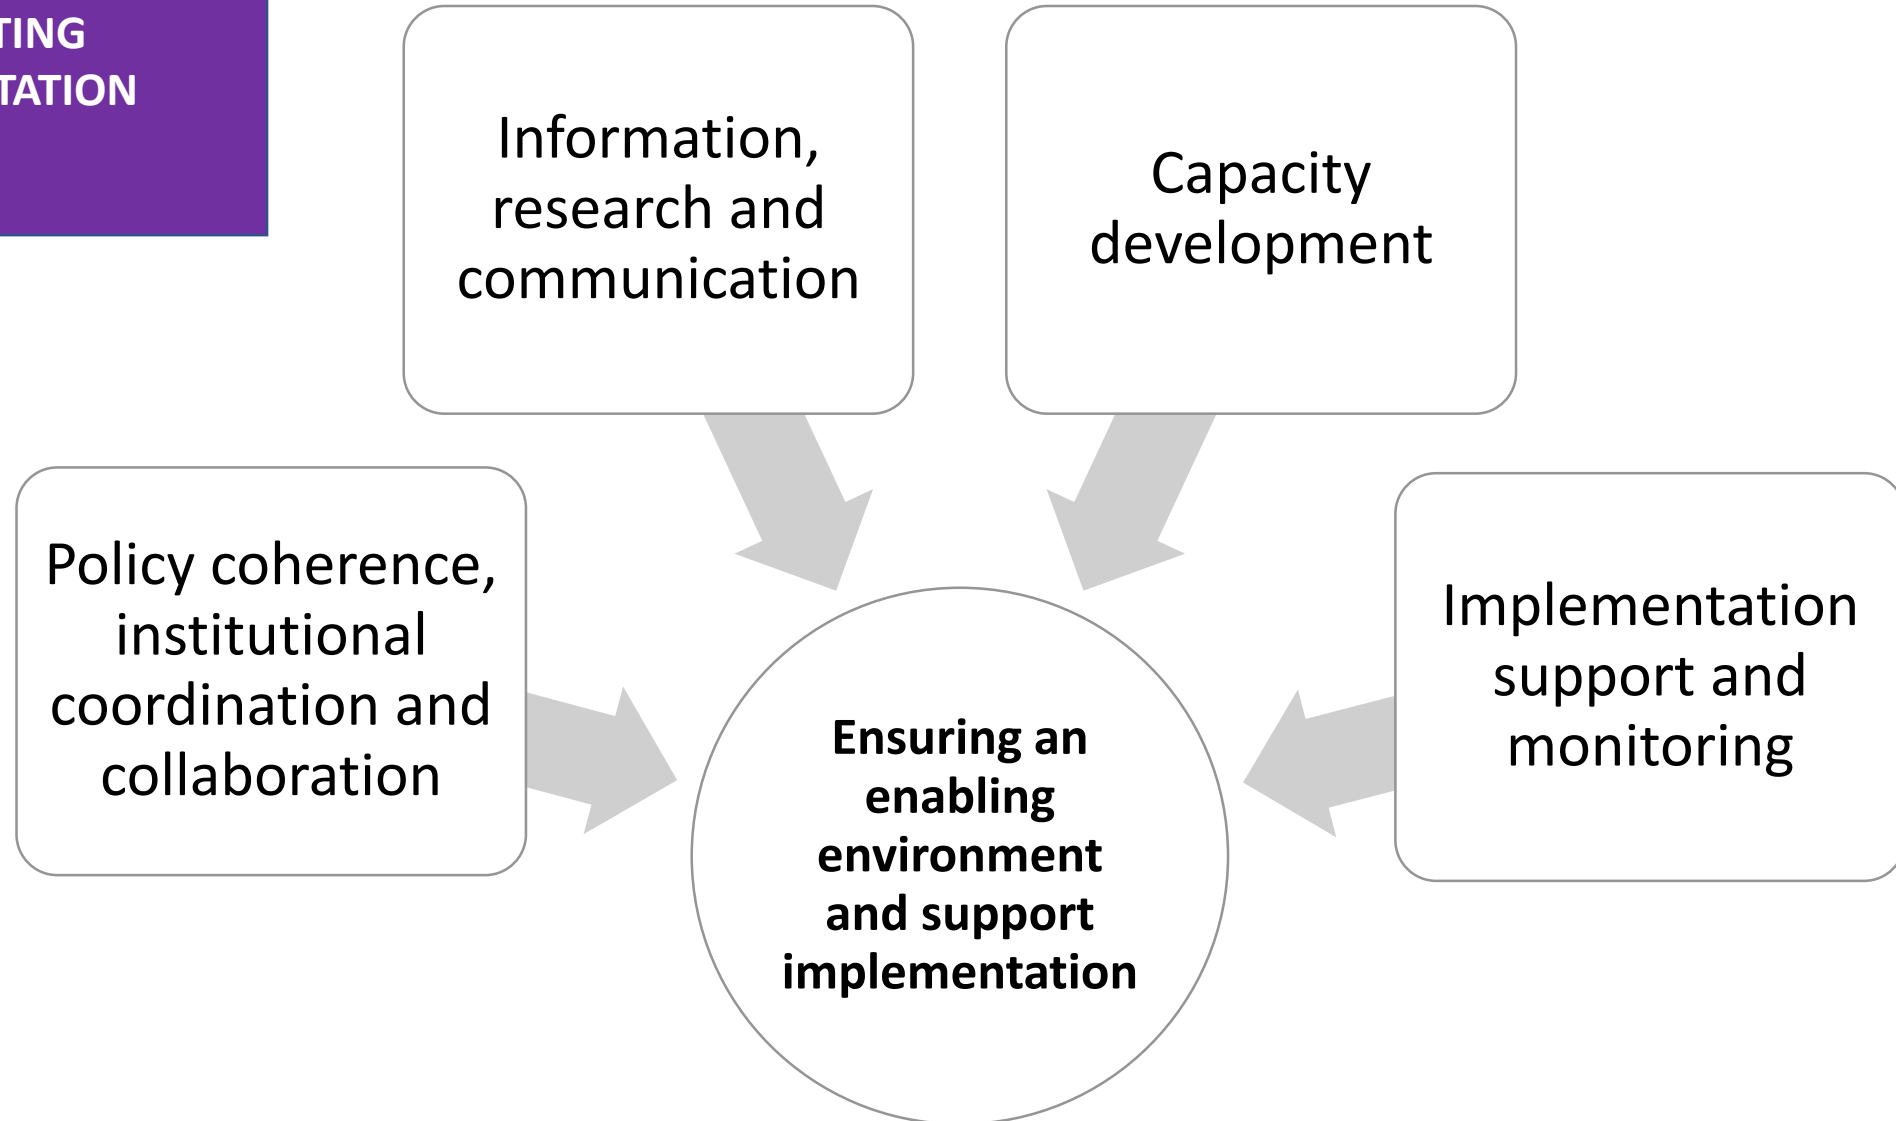 TING
TATION
Information,
research and
communication
Capacity
development
Policy coherence,
institutional
coordination and
collaboration
Implementation
support and
monitoring
Ensuring an
enabling
environment
and support
implementation